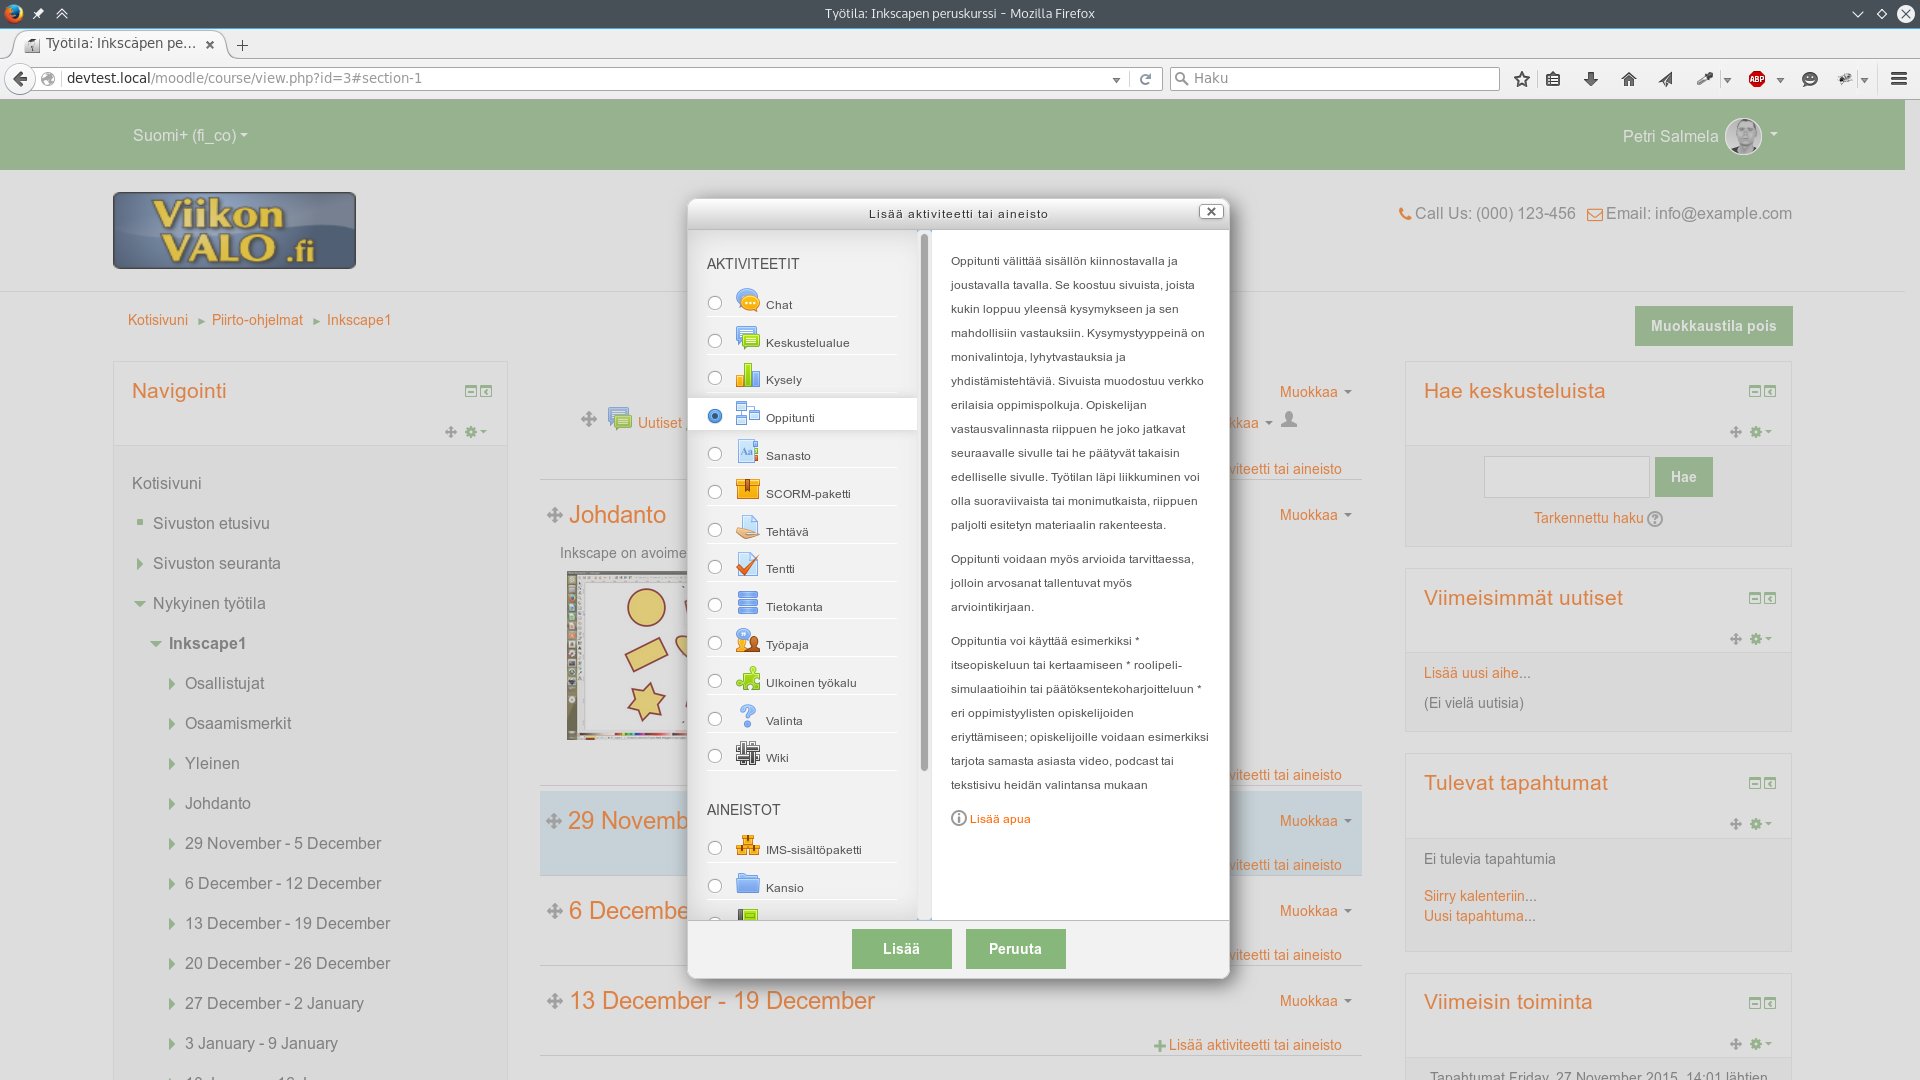 Työtila: Inkscapen peruskurssi – Mozilla Firefox
Työtila: Inkscapen pe...
devtest.local/moodle/course/view.php?id=3#section-1
Haku
ABP
Suomi+ (fi_co)
Petri Salmela
Viikon
VALO.fi
Call Us: (000) 123-456
Email: info@example.com
Kotisivuni
Piirto-ohjelmat
Inkscape1
Muokkaustila pois
Navigointi
Kotisivuni
Sivuston etusivu
Sivuston seuranta
Nykyinen työtila
Inkscape1
Osallistujat
Osaamismerkit
Yleinen
Johdanto
29 November - 5 December
6 December - 12 December
13 December - 19 December
20 December - 26 December
27 December - 2 January
3 January - 9 January
Muokkaa
Uutiset
kkaa
viteetti tai aineisto
Johdanto
Muokkaa
Inkscape on avoime
viteetti tai aineisto
29 Novemb
Muokkaa
viteetti tai aineisto
6 Decembe
Muokkaa
viteetti tai aineisto
13 December - 19 December
Muokkaa
Lisää aktiviteetti tai aineisto
Lisää aktiviteetti tai aineisto
AKTIVITEETIT
Chat
Keskustelualue
Kysely
Oppitunti
Sanasto
SCORM-paketti
Tehtävä
Tentti
Tietokanta
Työpaja
Ulkoinen työkalu
Valinta
Wiki
AINEISTOT
IMS-sisältöpaketti
Kansio
Oppitunti välittää sisällön kiinnostavalla ja
joustavalla tavalla. Se koostuu sivuista, joista
kukin loppuu yleensä kysymykseen ja sen
mahdollisiin vastauksiin. Kysymystyyppeinä on
monivalintoja, lyhytvastauksia ja
yhdistämistehtäviä. Sivuista muodostuu verkko
erilaisia oppimispolkuja. Opiskelijan
vastausvalinnasta riippuen he joko jatkavat
seuraavalle sivulle tai he päätyvät takaisin
edelliselle sivulle. Työtilan läpi liikkuminen voi
olla suoraviivaista tai monimutkaista, riippuen
paljolti esitetyn materiaalin rakenteesta.
Oppitunti voidaan myös arvioida tarvittaessa,
jolloin arvosanat tallentuvat myös
arviointikirjaan.
Oppituntia voi käyttää esimerkiksi *
itseopiskeluun tai kertaamiseen * roolipeli-
simulaatioihin tai päätöksentekoharjoitteluun *
eri oppimistyylisten opiskelijoiden
eriyttämiseen; opiskelijoille voidaan esimerkiksi
tarjota samasta asiasta video, podcast tai
tekstisivu heidän valintansa mukaan
Lisää apua
Lisää
Peruuta
Hae keskusteluista
Hae
Tarkennettu haku
Viimeisimmät uutiset
Lisää uusi aihe...
(Ei vielä uutisia)
Tulevat tapahtumat
Ei tulevia tapahtumia
Siirry kalenteriin...
Uusi tapahtuma...
Viimeisin toiminta
Tapahtumat Friday, 27 November 2015, 14:01 lähtien